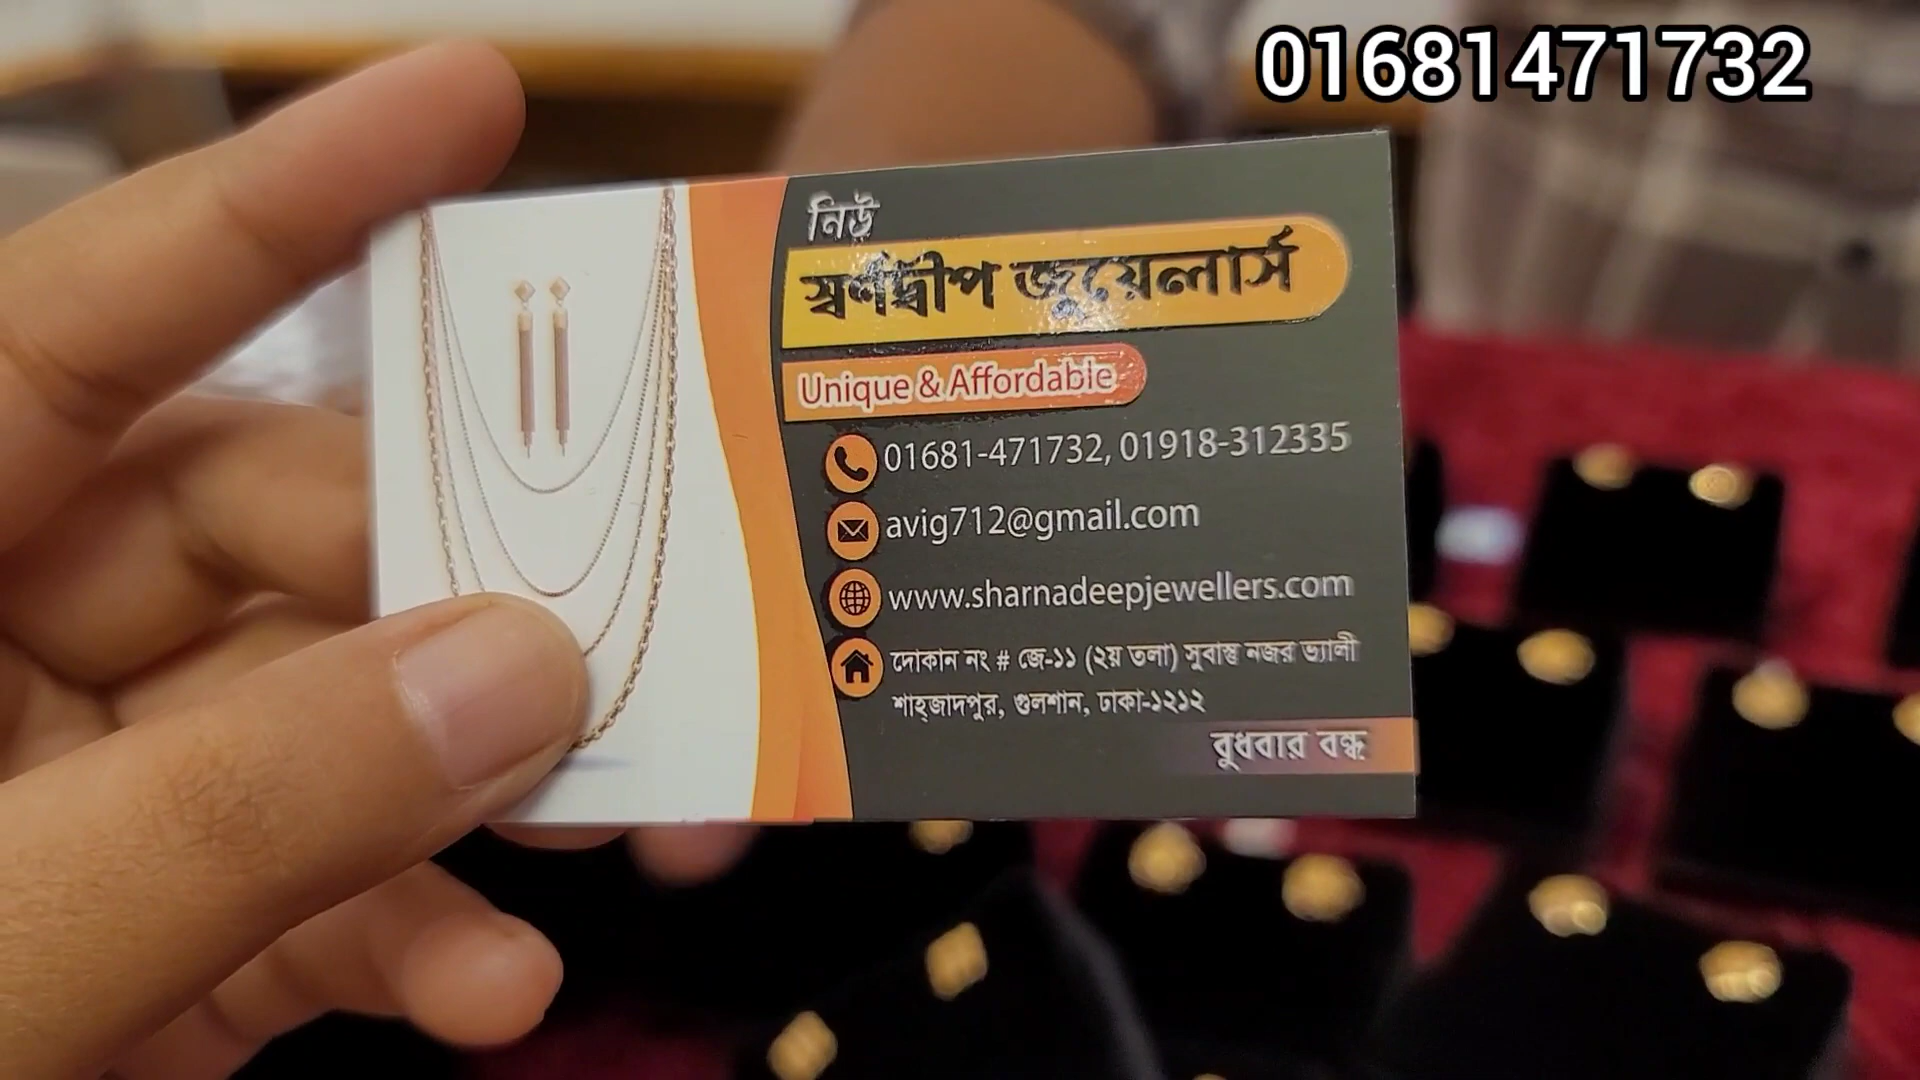 01681471732
নিউ
স্বর্ণদ্বীপ জুয়েলার্স
Unique & Affordable
01681-471732, 01918-312335
avig712@gmail.com
www.sharnadeepjewellers.com
দোকান নং # জে-১১ (২য় তলা) সুবাস্তু নজর ভ্যালী
শাহ্জাদপুর, গুলশান, ঢাকা-১২১২
বুধবার বন্ধ